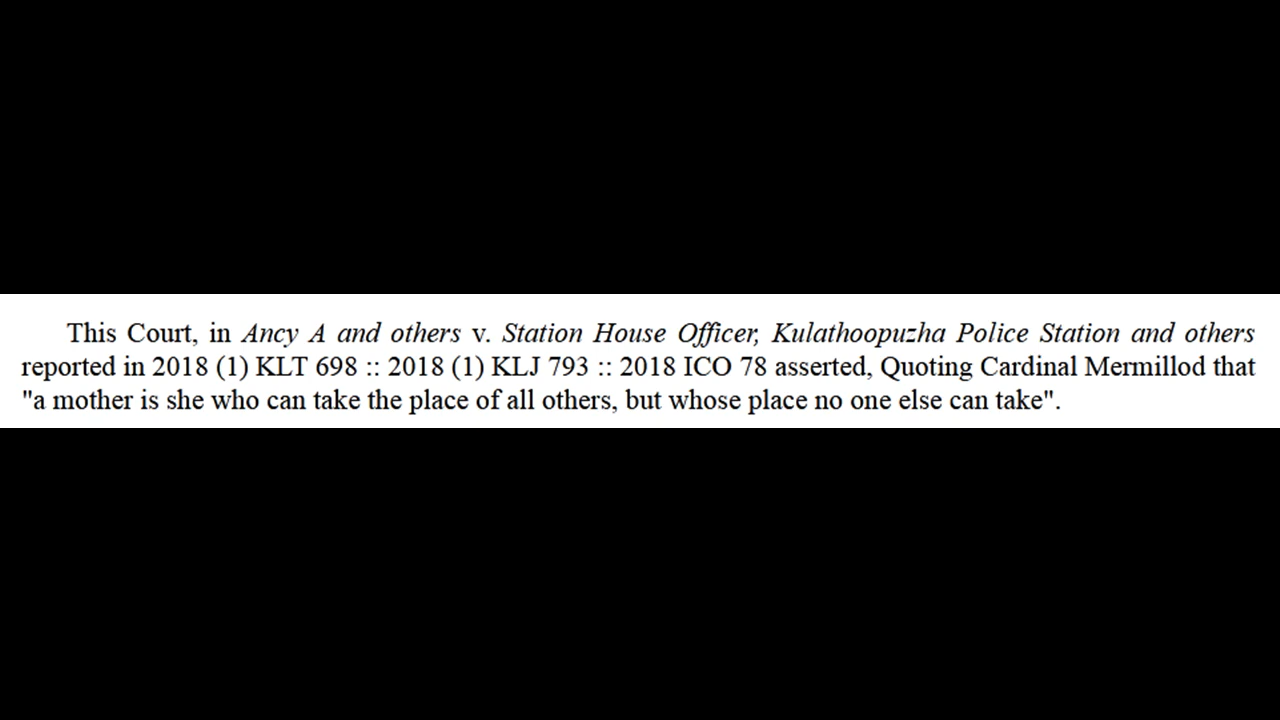 This Court, in Ancy A and others v. Station House Officer, Kulathoopuzha Police Station and others
reported in 2018 (1) KLT 698 :: 2018 (1) KLJ 793 :: 2018 ICO 78 asserted, Quoting Cardinal Mermillod that
"a mother is she who can take the place of all others, but whose place no one else can take".